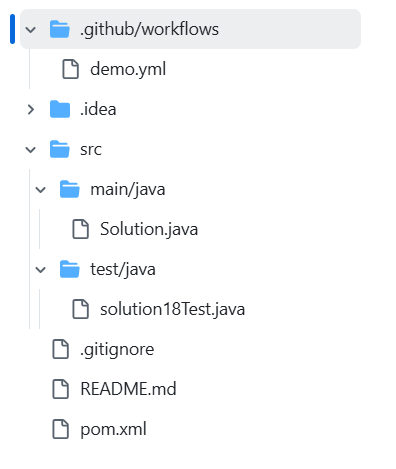 .github/workflows
demo.yml
.idea
src
main/java
Solution.java
test/java
solution18Test.java
.gitignore
README.md
pom.xml